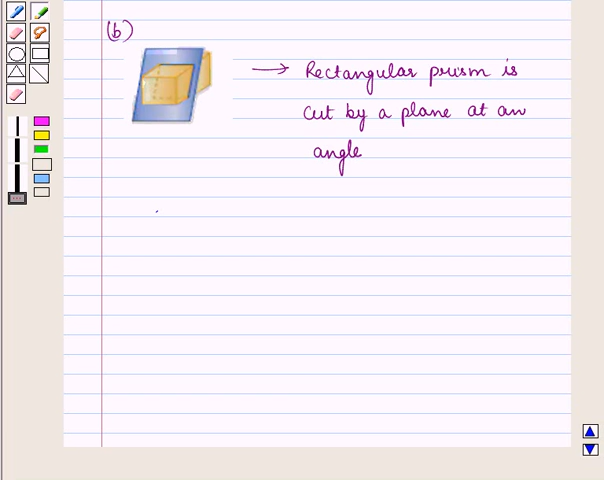 (b)
→ Rectangular prism is
cut by a plane at an
angle